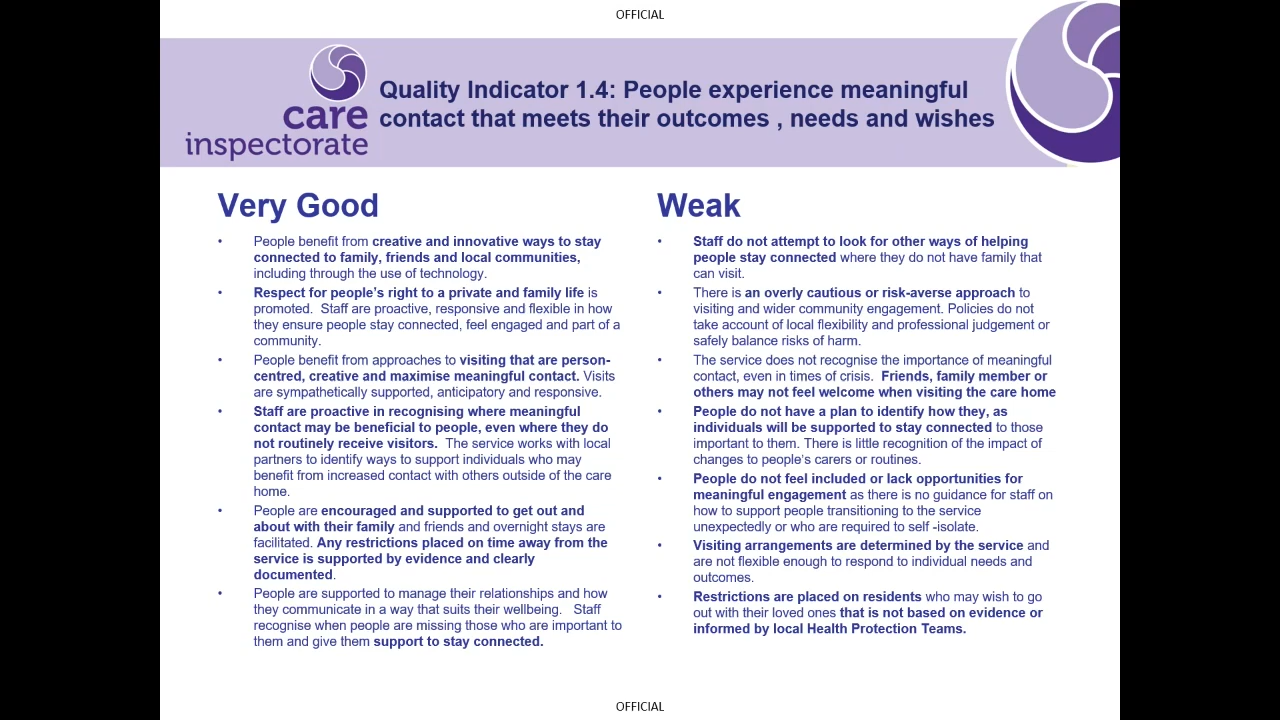 OFFICIAL
care
inspectorate
Quality Indicator 1.4: People experience meaningful
contact that meets their outcomes , needs and wishes
Very Good
• People benefit from creative and innovative ways to stay
connected to family, friends and local communities,
including through the use of technology.
• Respect for people's right to a private and family life is
promoted.  Staff are proactive, responsive and flexible in how
they ensure people stay connected, feel engaged and part of a
community.
• People benefit from approaches to visiting that are person-
centred, creative and maximise meaningful contact. Visits
are sympathetically supported, anticipatory and responsive.
• Staff are proactive in recognising where meaningful
contact may be beneficial to people, even where they do
not routinely receive visitors.  The service works with local
partners to identify ways to support individuals who may
benefit from increased contact with others outside of the care
home.
• People are encouraged and supported to get out and
about with their family and friends and overnight stays are
facilitated. Any restrictions placed on time away from the
service is supported by evidence and clearly
documented.
• People are supported to manage their relationships and how
they communicate in a way that suits their wellbeing.   Staff
recognise when people are missing those who are important to
them and give them support to stay connected.
Weak
• Staff do not attempt to look for other ways of helping
people stay connected where they do not have family that
can visit.
• There is an overly cautious or risk-averse approach to
visiting and wider community engagement. Policies do not
take account of local flexibility and professional judgement or
safely balance risks of harm.
• The service does not recognise the importance of meaningful
contact, even in times of crisis.  Friends, family member or
others may not feel welcome when visiting the care home
• People do not have a plan to identify how they, as
individuals will be supported to stay connected to those
important to them. There is little recognition of the impact of
changes to people's carers or routines.
• People do not feel included or lack opportunities for
meaningful engagement as there is no guidance for staff on
how to support people transitioning to the service
unexpectedly or who are required to self -isolate.
• Visiting arrangements are determined by the service and
are not flexible enough to respond to individual needs and
outcomes.
• Restrictions are placed on residents who may wish to go
out with their loved ones that is not based on evidence or
informed by local Health Protection Teams.
OFFICIAL